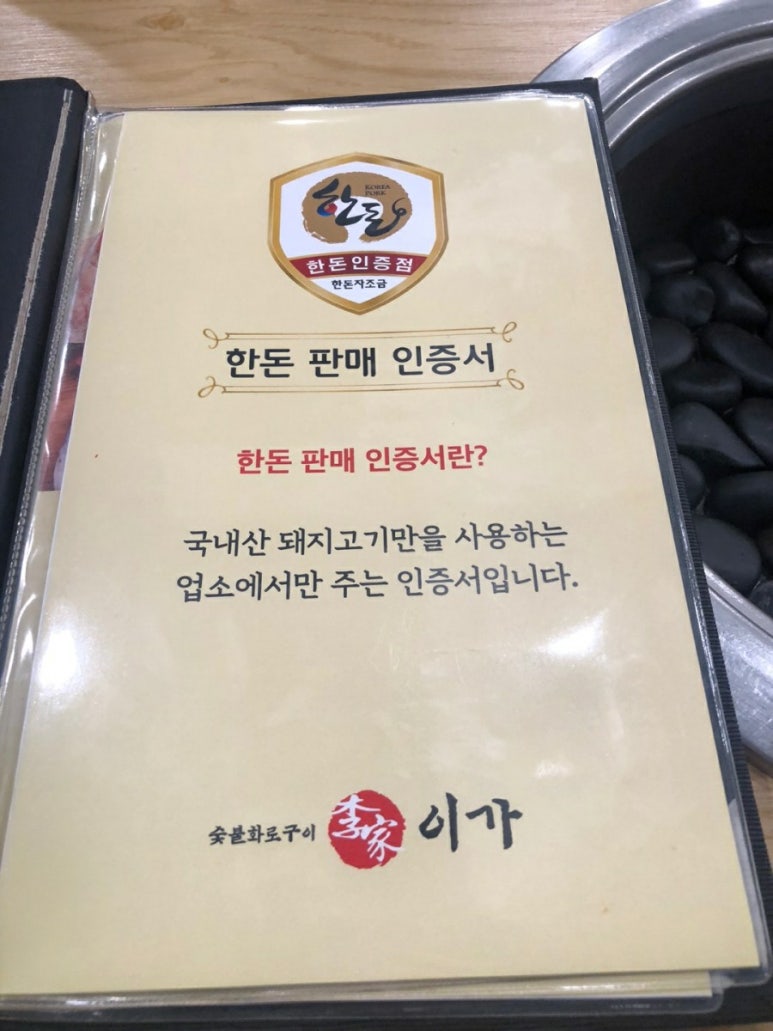 한돈
KOREA
PORK
한돈인증점
한돈자조금
한돈 판매 인증서
한돈 판매 인증서란?
국내산 돼지고기만을 사용하는
업소에서만 주는 인증서입니다.
숯불화로구이 李家 이가